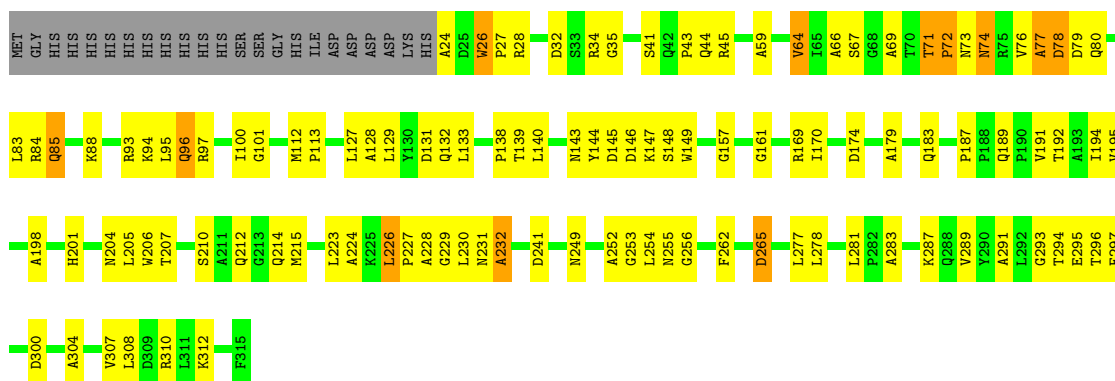 MET GLY HIS HIS HIS HIS HIS HIS HIS HIS HIS HIS SER SER GLY HIS ILE ASP ASP ASP ASP LYS HIS A24 D25 W26 P27 R28 D32 S33 R34 G35 S41 Q42 P43 Q44 R45 A59 V64 I65 A66 S67 G68 A69 T70 T71 P72 N73 N74 R75 V76 A77 D78 D79 Q80
L83 R84 Q85 K88 R93 K94 L95 Q96 R97 I100 G101 M112 P113 L127 A128 L129 Y130 D131 Q132 L133 P138 T139 L140 N143 Y144 D145 D146 K147 S148 W149 G157 G161 R169 I170 D174 A179 Q183 P187 P188 Q189 P190 V191 T192 A193 I194 V195
A198 H201 N204 L205 W206 T207 S210 A211 Q212 G213 Q214 M215 L223 A224 K225 L226 P227 A228 G229 L230 N231 A232 D241 N249 A252 G253 L254 N255 G256 F262 D265 L277 L278 L281 P282 A283 K287 Q288 V289 Y290 A291 L292 G293 T294 E295 T296
D300 A304 V307 L308 D309 R310 L311 K312 F315